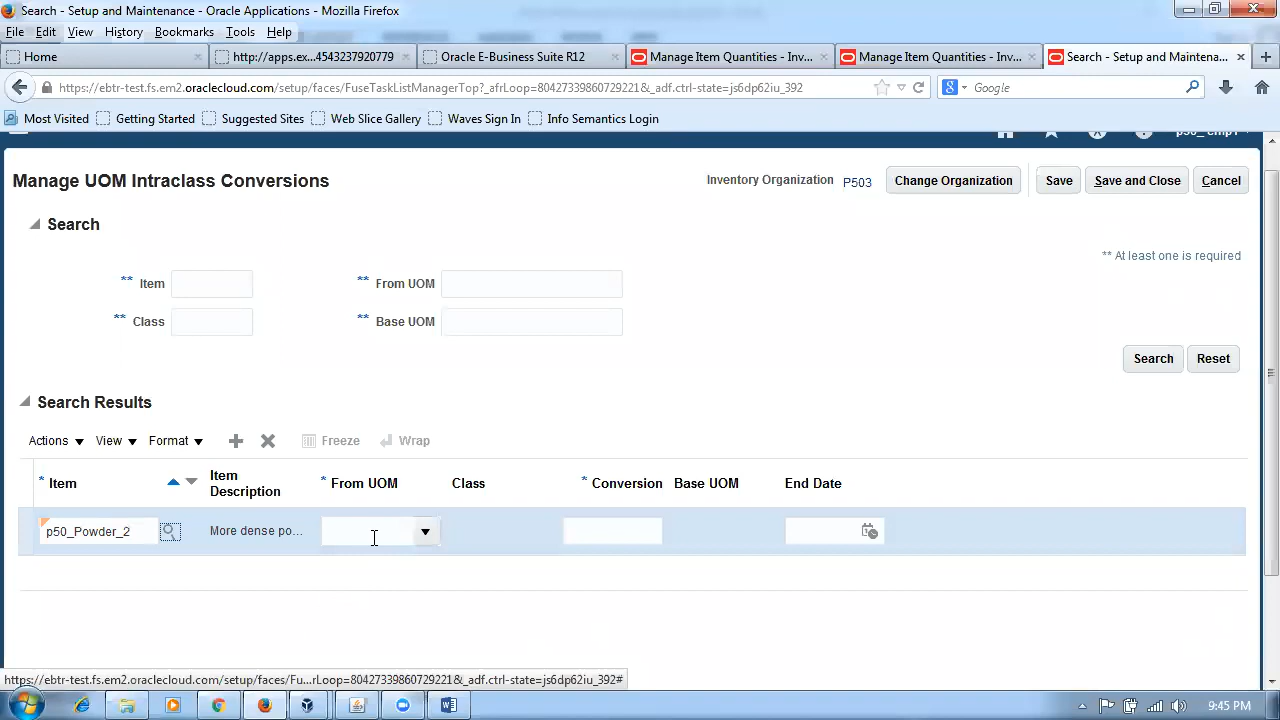 Search - Setup and Maintenance - Oracle Applications - Mozilla Firefox
File Edit View History Bookmarks Tools Help
Home http://apps.ex...4543237920779 Oracle E-Business Suite R12 Manage Item Quantities - Inv... Manage Item Quantities - Inv... Search - Setup and Maintena...
https://ebtr-test.fs.em2.oraclecloud.com/setup/faces/FuseTaskListManagerTop?_afrLoop=80427339860729221&_adf.ctrl-state=js6dp62iu_392 Google
Most Visited Getting Started Suggested Sites Web Slice Gallery Waves Sign In Info Semantics Login
Manage UOM Intraclass Conversions Inventory Organization P503 Change Organization Save Save and Close Cancel
Search
** At least one is required
** Item ** From UOM
** Class ** Base UOM
Search Reset
Search Results
Actions View Format Freeze Wrap
* Item Item Description * From UOM Class * Conversion Base UOM End Date
p50_Powder_2 More dense po...
https://ebtr-test.fs.em2.oraclecloud.com/setup/faces/Fu...rLoop=80427339860729221&_adf.ctrl-state=js6dp62iu_392#
9:45 PM